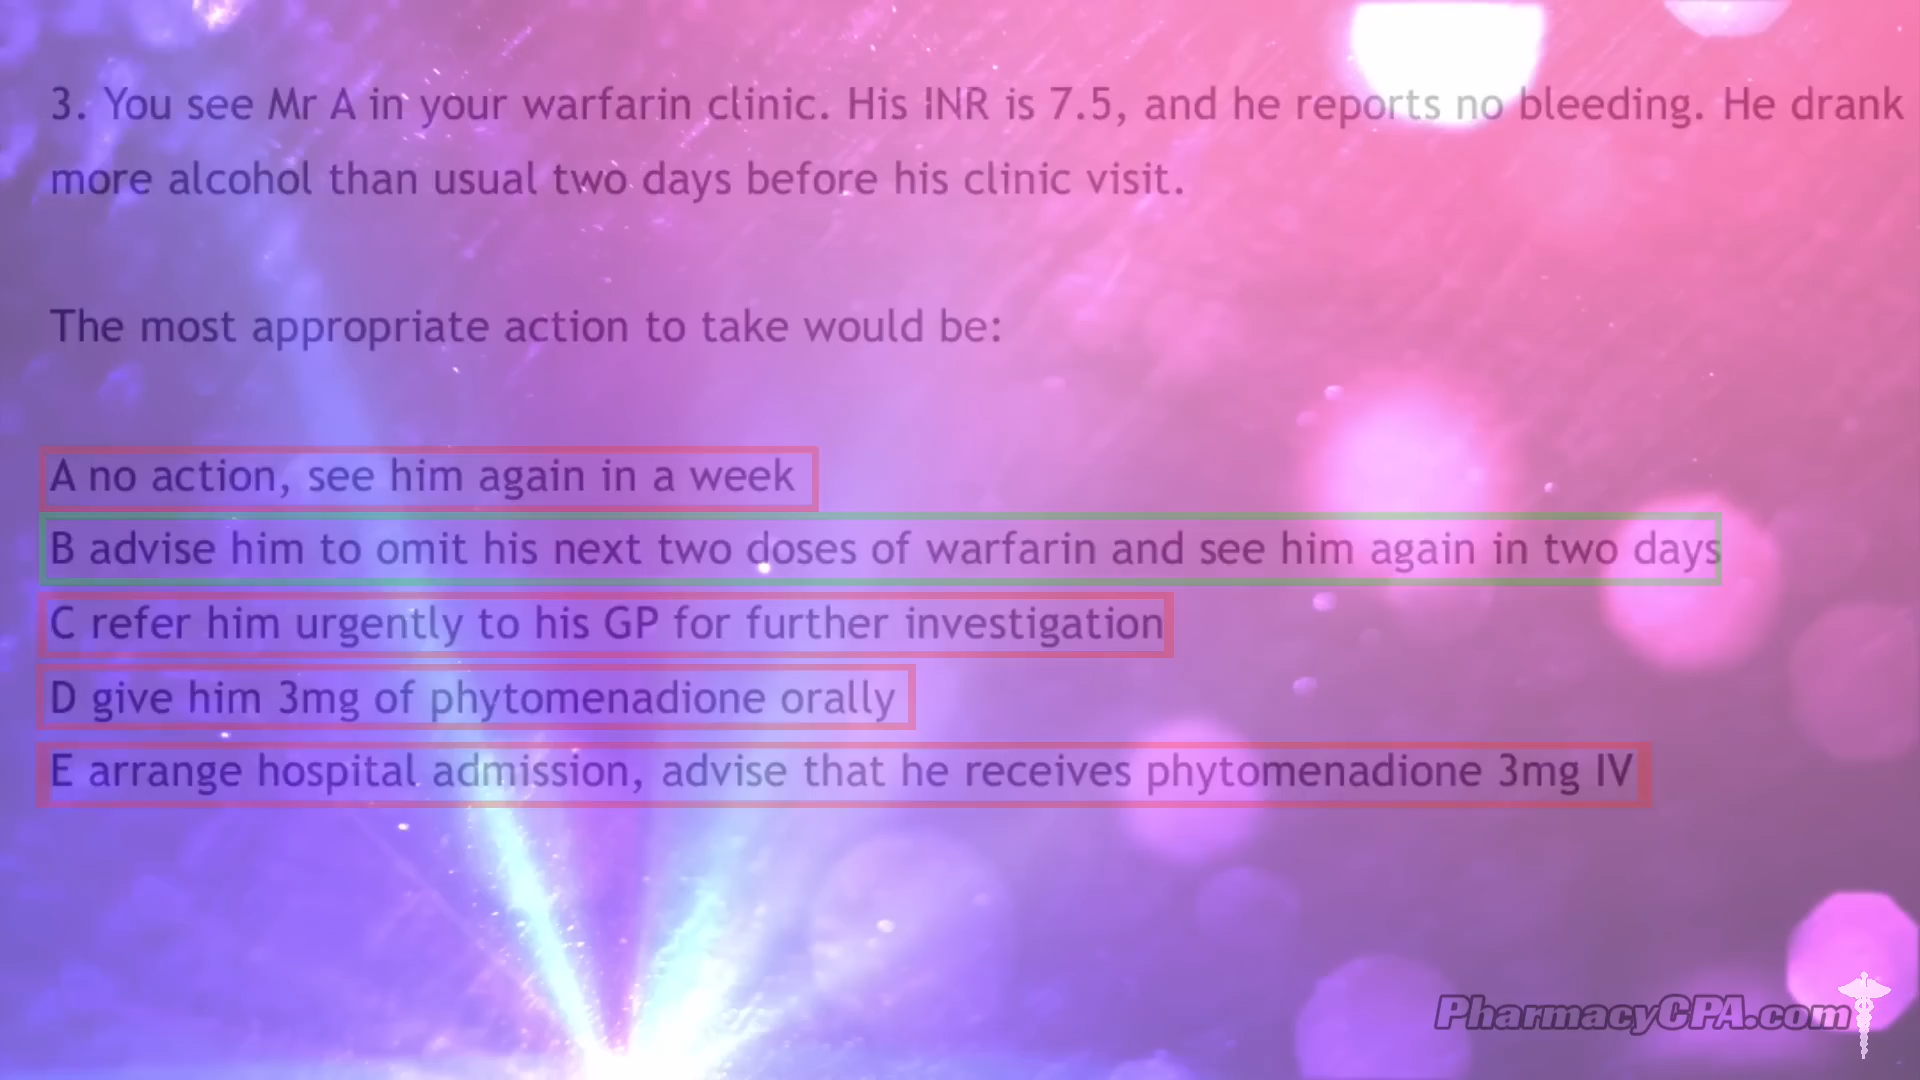 3. You see Mr A in your warfarin clinic. His INR is 7.5, and he reports no bleeding. He drank
more alcohol than usual two days before his clinic visit.
The most appropriate action to take would be:
A no action, see him again in a week
B advise him to omit his next two doses of warfarin and see him again in two days
C refer him urgently to his GP for further investigation
D give him 3mg of phytomenadione orally
E arrange hospital admission, advise that he receives phytomenadione 3mg IV
PharmacyCPA.com